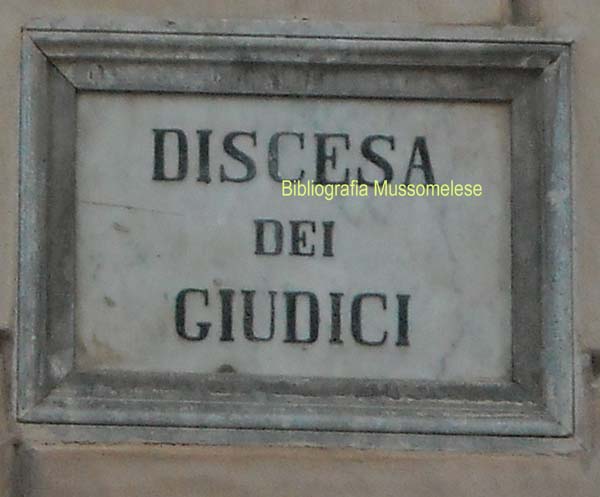 DISCESA
Bibliografia Mussomelese
DEI
GIUDICI